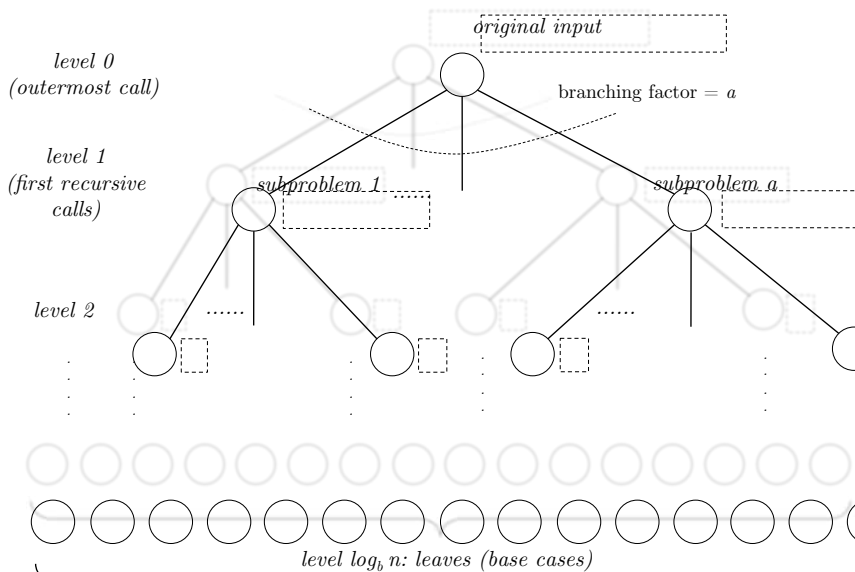 original input
level 0
(outermost call)
branching factor = a
level 1
(first recursive
calls)
subproblem 1
......
subproblem a
level 2
......
......
level log_b n: leaves (base cases)